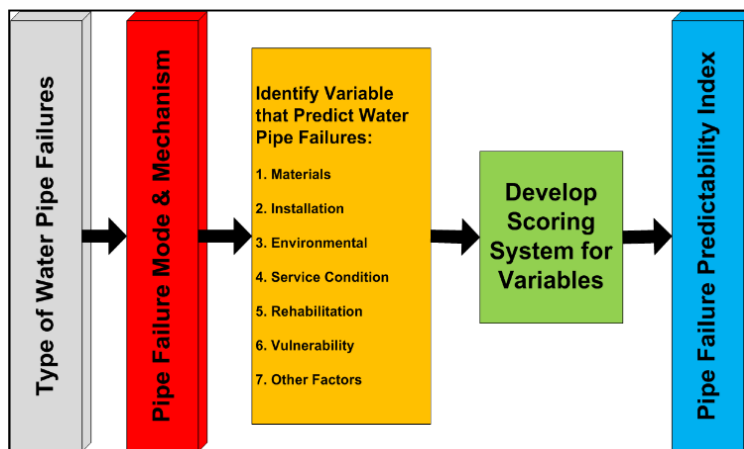 Type of Water Pipe Failures
Pipe Failure Mode & Mechanism
Identify Variable
that Predict Water
Pipe Failures:
1. Materials
2. Installation
3. Environmental
4. Service Condition
5. Rehabilitation
6. Vulnerability
7. Other Factors
Develop
Scoring
System for
Variables
Pipe Failure Predictability Index